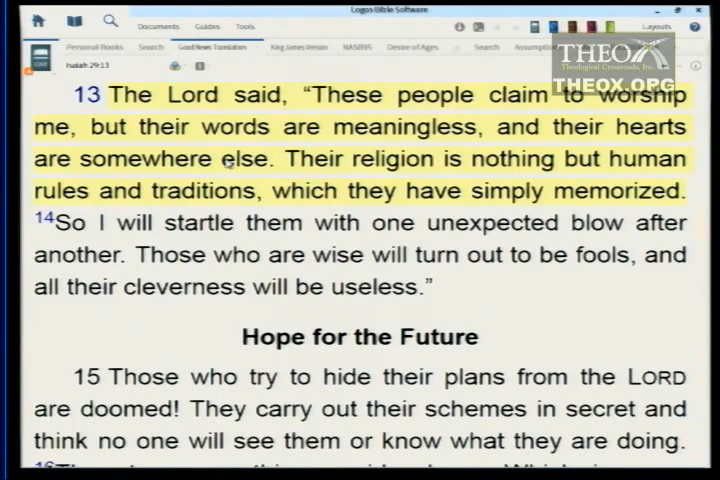 Logos Bible Software
Documents Guides Tools Layouts
Personal Books Search Good News Translation King James Version NASB95 Desire of Ages Search
Isaiah 29:13
THEOX
Theological Crossroads, Inc.
THEOX.ORG
13 The Lord said, “These people claim to worship
me, but their words are meaningless, and their hearts
are somewhere else. Their religion is nothing but human
rules and traditions, which they have simply memorized.
14 So I will startle them with one unexpected blow after
another. Those who are wise will turn out to be fools, and
all their cleverness will be useless.”
Hope for the Future
15 Those who try to hide their plans from the LORD
are doomed! They carry out their schemes in secret and
think no one will see them or know what they are doing.